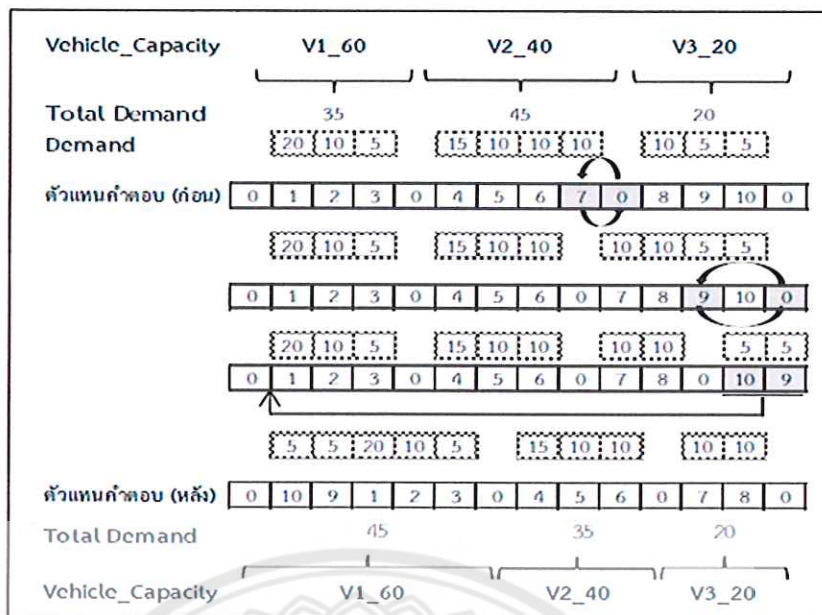 Vehicle_Capacity V1_60 V2_40 V3_20
Total Demand 35 45 20
Demand 20 10 5 15 10 10 10 10 5 5
ตัวแทนคำตอบ (ก่อน) 0 1 2 3 0 4 5 6 7 0 8 9 10 0
20 10 5 15 10 10 10 10 5 5
0 1 2 3 0 4 5 6 0 7 8 9 10 0
20 10 5 15 10 10 10 10 5 5
0 1 2 3 0 4 5 6 0 7 8 0 10 9
5 5 20 10 5 15 10 10 10 10
ตัวแทนคำตอบ (หลัง) 0 10 9 1 2 3 0 4 5 6 0 7 8 0
Total Demand 45 35 20
Vehicle_Capacity V1_60 V2_40 V3_20